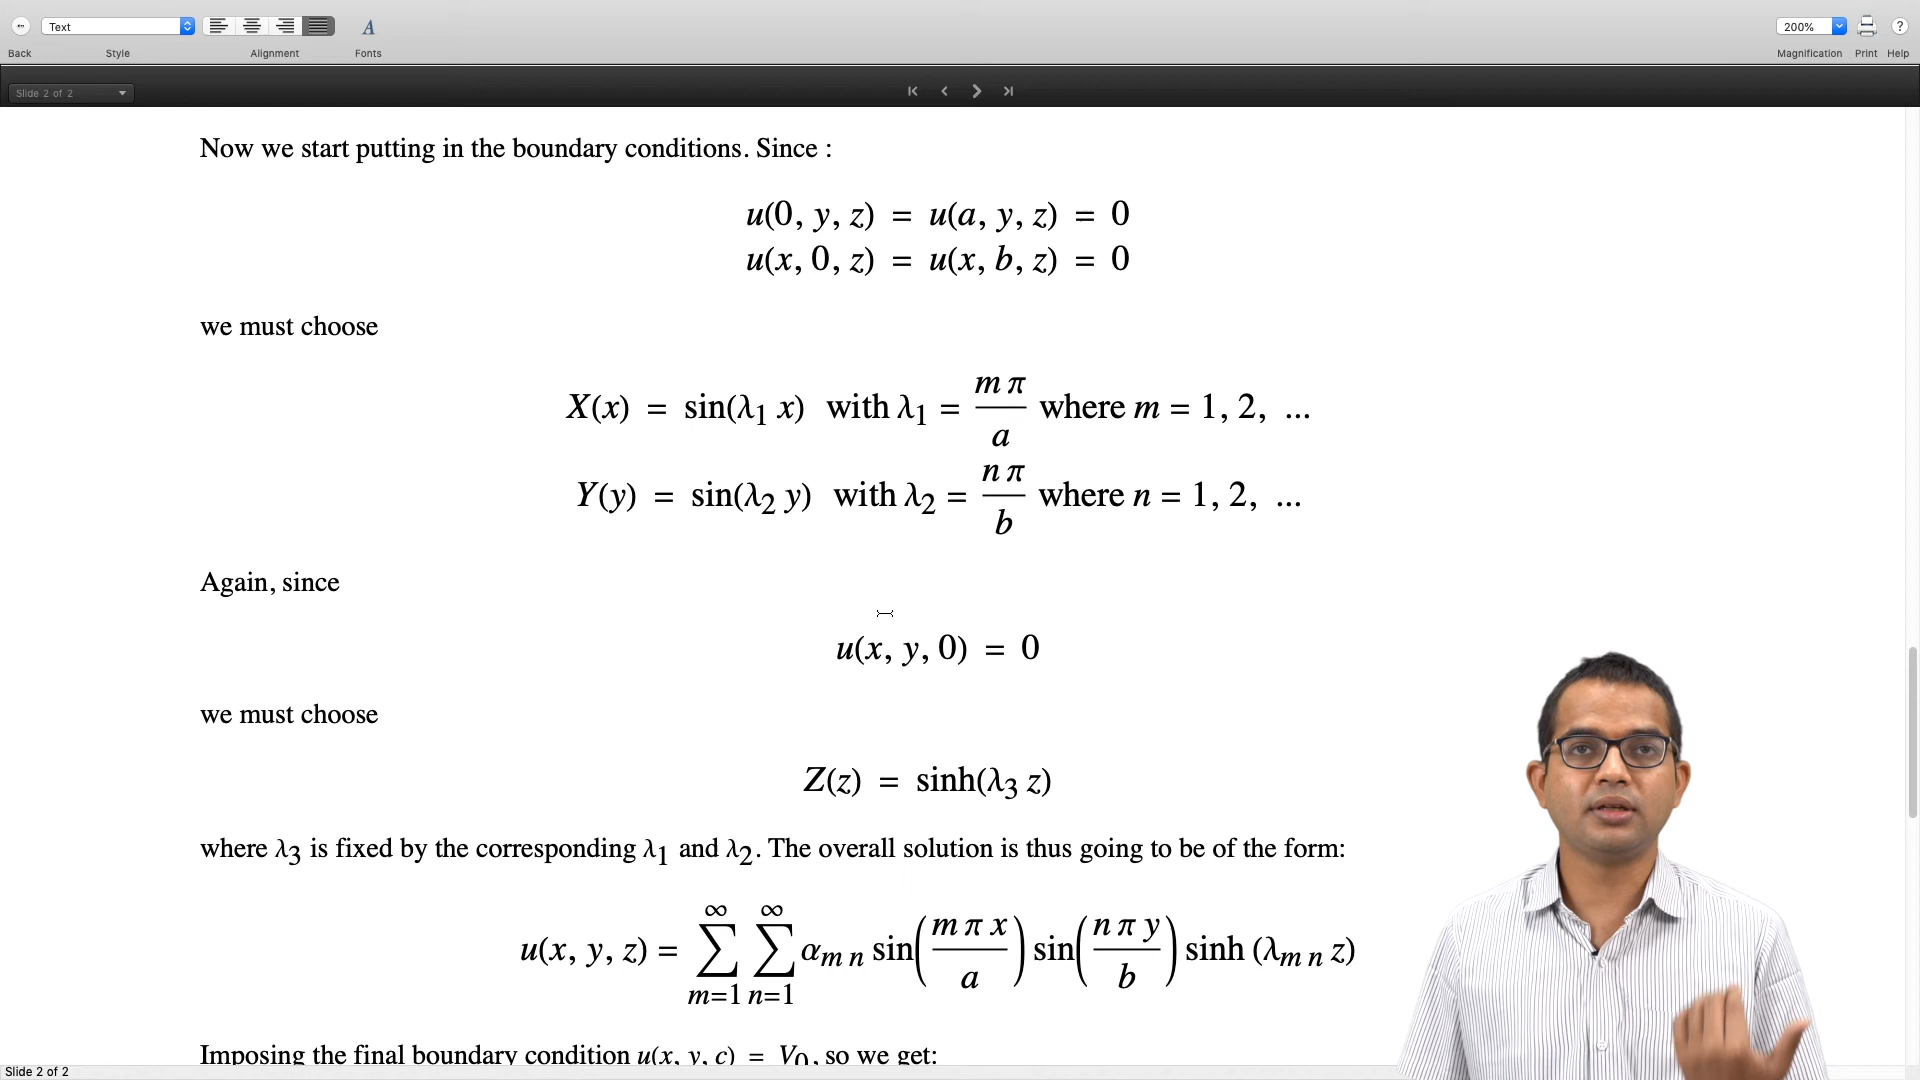 Text
200%
Back
Style
Alignment
Fonts
Magnification
Print
Help
Slide 2 of 2
Now we start putting in the boundary conditions. Since :
u(0, y, z) = u(a, y, z) = 0
u(x, 0, z) = u(x, b, z) = 0
we must choose
X(x) = sin(λ₁ x) with λ₁ = mπ/a where m = 1, 2, ...
Y(y) = sin(λ₂ y) with λ₂ = nπ/b where n = 1, 2, ...
Again, since
u(x, y, 0) = 0
we must choose
Z(z) = sinh(λ₃ z)
where λ₃ is fixed by the corresponding λ₁ and λ₂. The overall solution is thus going to be of the form:
u(x, y, z) = ∑_{m=1}^{∞} ∑_{n=1}^{∞} α_{m n} sin(m π x / a) sin(n π y / b) sinh (λ_{m n} z)
Imposing the final boundary condition u(x, y, c) = V₀, so we get:
Slide 2 of 2